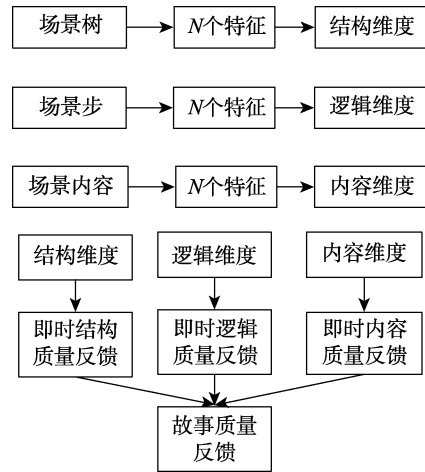 场景树 N个特征 结构维度
场景步 N个特征 逻辑维度
场景内容 N个特征 内容维度
结构维度 逻辑维度 内容维度
即时结构 即时逻辑 即时内容
质量反馈 质量反馈 质量反馈
故事质量
反馈